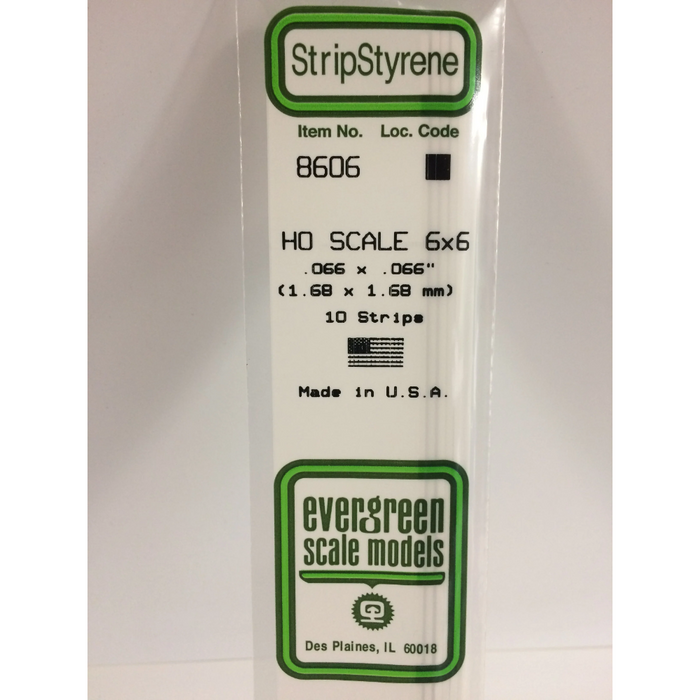 StripStyrene
Item No. Loc. Code
8606
HO SCALE 6x6
.066 x .066"
(1.68 x 1.68 mm)
10 Strips
Made in U.S.A.
evergreen
scale models
Des Plaines, IL 60018